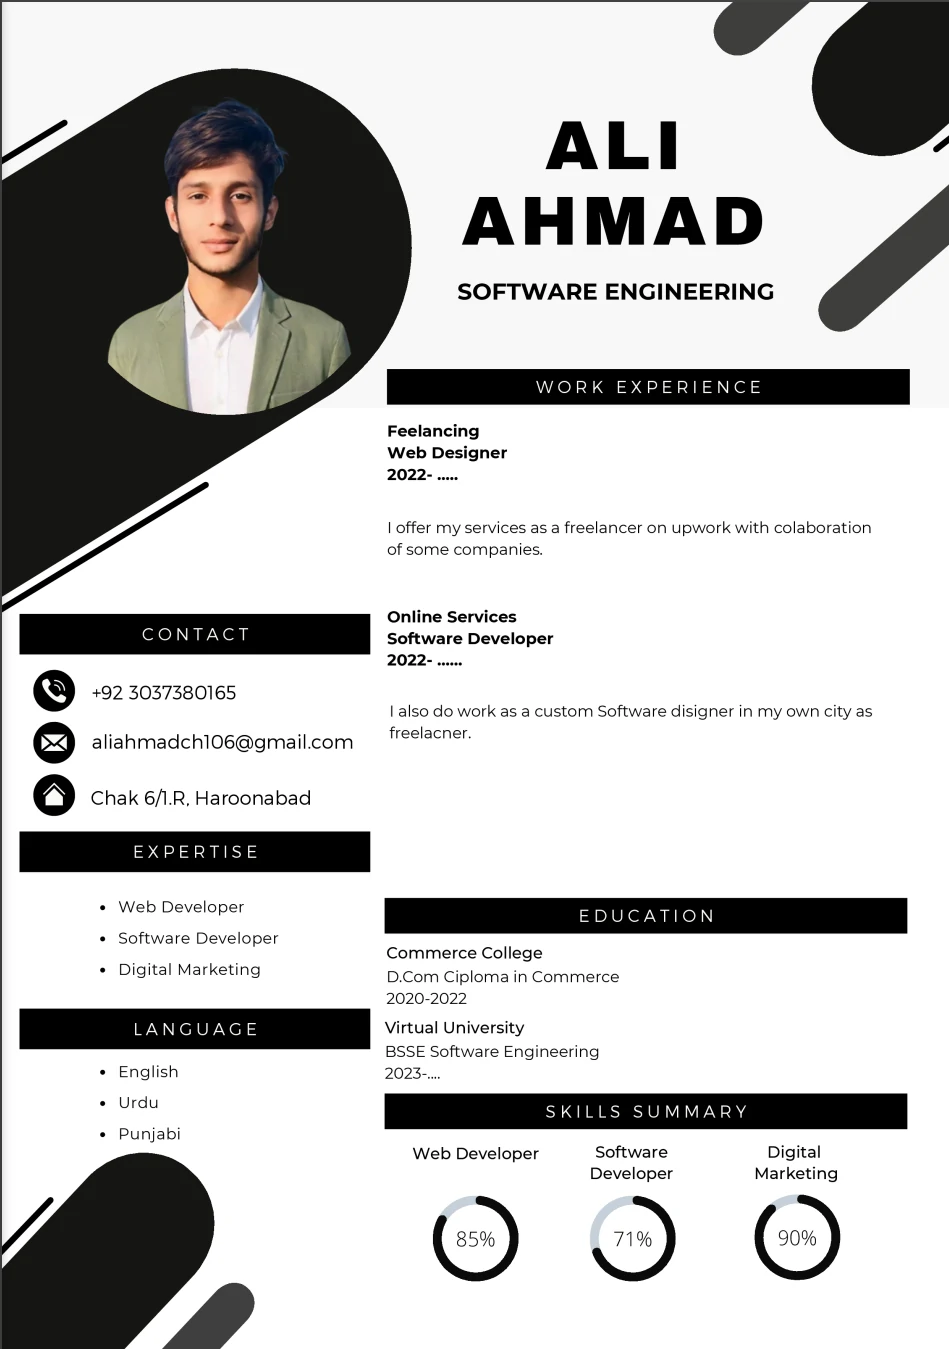 ALI
AHMAD
SOFTWARE ENGINEERING
WORK EXPERIENCE
Feelancing
Web Designer
2022- .....
I offer my services as a freelancer on upwork with colaboration
of some companies.
Online Services
Software Developer
2022- ......
I also do work as a custom Software disigner in my own city as
freelacner.
CONTACT
+92 3037380165
aliahmadch106@gmail.com
Chak 6/1.R, Haroonabad
EXPERTISE
• Web Developer
• Software Developer
• Digital Marketing
LANGUAGE
• English
• Urdu
• Punjabi
EDUCATION
Commerce College
D.Com Ciploma in Commerce
2020-2022
Virtual University
BSSE Software Engineering
2023-....
SKILLS SUMMARY
Web Developer
85%
Software
Developer
71%
Digital
Marketing
90%